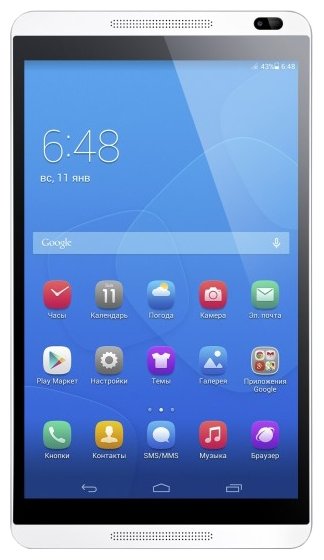 43% 6:48
6:48
вс, 11 янв
Google
11
Часы
Календарь
Погода
Камера
Эл. почта
Play Маркет
Настройки
Темы
Галерея
Приложения
Google
Кнопки
Контакты
SMS/MMS
Музыка
Браузер